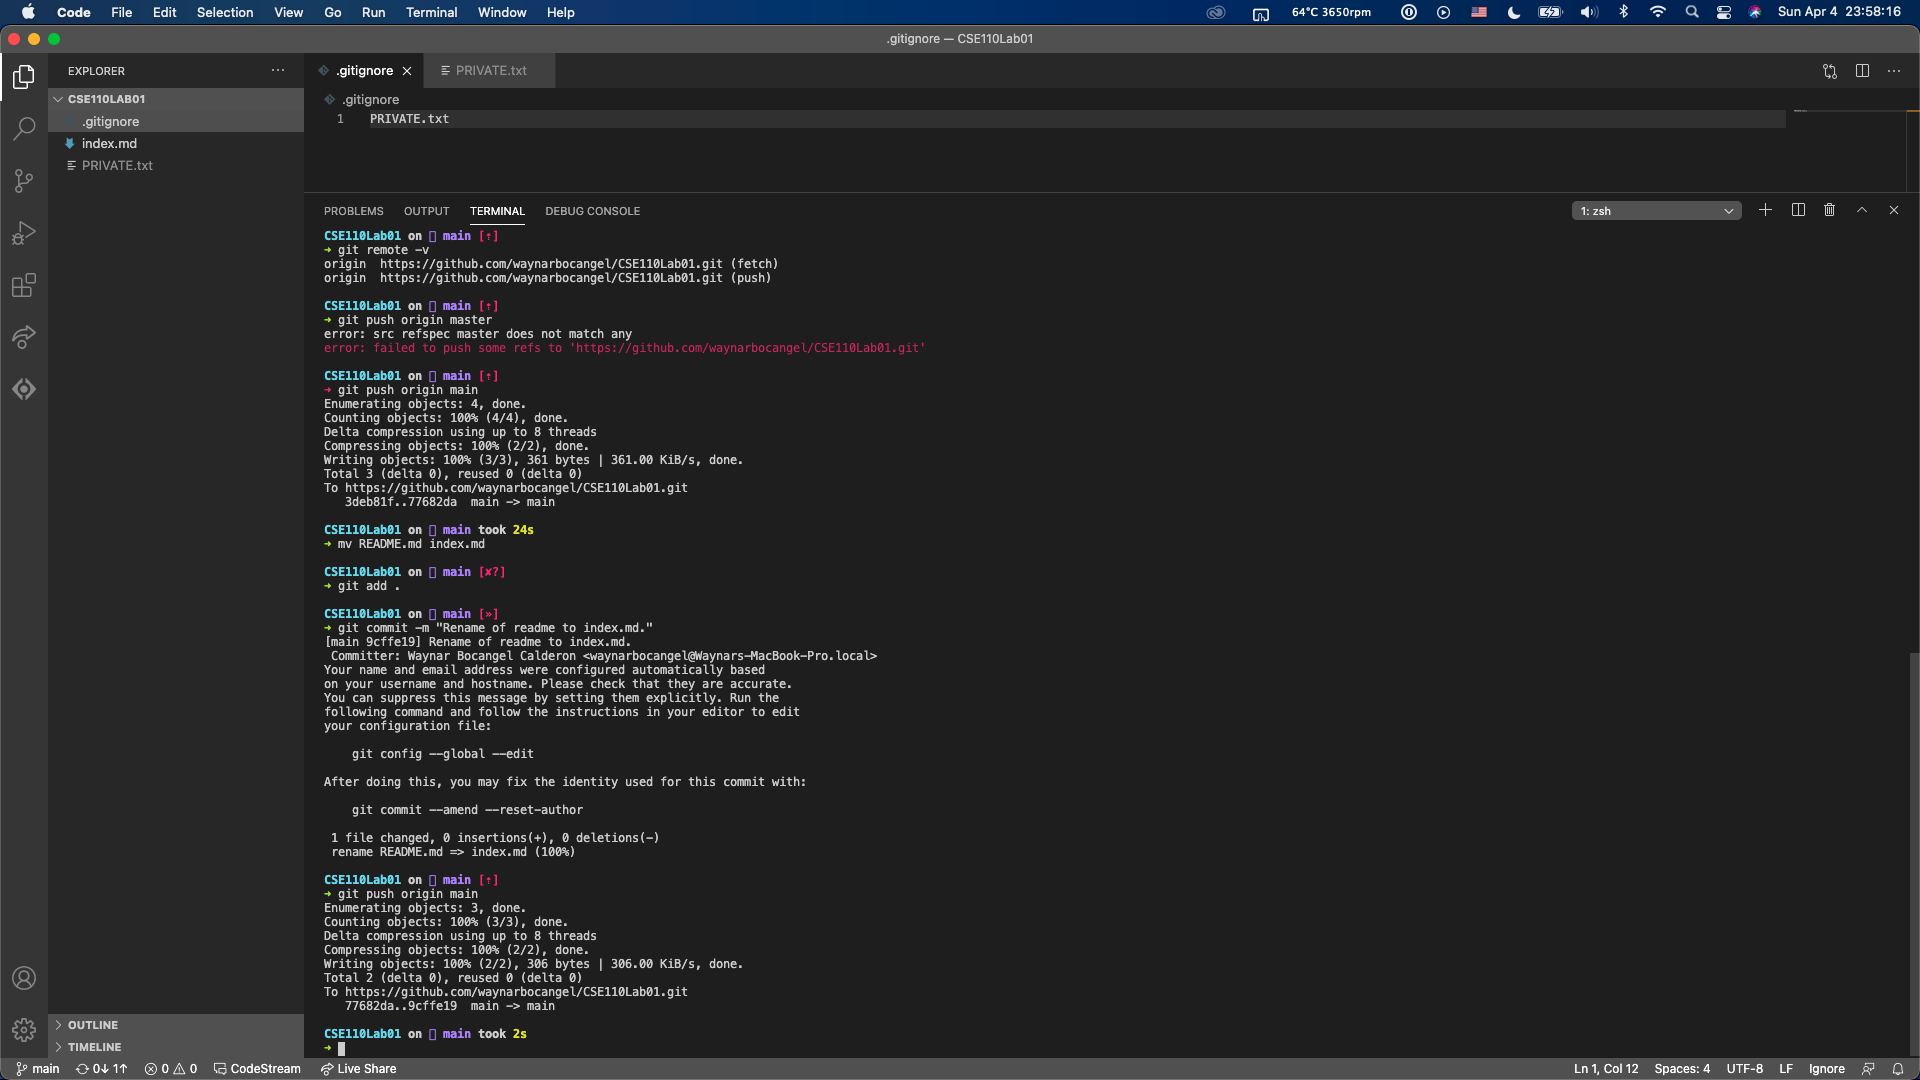 Code File Edit Selection View Go Run Terminal Window Help 64°C 3650rpm Sun Apr 4 23:58:16
.gitignore — CSE110Lab01
EXPLORER ···
CSE110LAB01
.gitignore
index.md
PRIVATE.txt
OUTLINE
TIMELINE
.gitignore PRIVATE.txt
.gitignore
1 PRIVATE.txt
PROBLEMS OUTPUT TERMINAL DEBUG CONSOLE 1: zsh
CSE110Lab01 on main [↑]
➜ git remote -v
origin https://github.com/waynarbocangel/CSE110Lab01.git (fetch)
origin https://github.com/waynarbocangel/CSE110Lab01.git (push)
CSE110Lab01 on main [↑]
➜ git push origin master
error: src refspec master does not match any
error: failed to push some refs to 'https://github.com/waynarbocangel/CSE110Lab01.git'
CSE110Lab01 on main [↑]
➜ git push origin main
Enumerating objects: 4, done.
Counting objects: 100% (4/4), done.
Delta compression using up to 8 threads
Compressing objects: 100% (2/2), done.
Writing objects: 100% (3/3), 361 bytes | 361.00 KiB/s, done.
Total 3 (delta 0), reused 0 (delta 0)
To https://github.com/waynarbocangel/CSE110Lab01.git
3deb81f..77682da main -> main
CSE110Lab01 on main took 24s
➜ mv README.md index.md
CSE110Lab01 on main [✘?]
➜ git add .
CSE110Lab01 on main [»]
➜ git commit -m "Rename of readme to index.md."
[main 9cffe19] Rename of readme to index.md.
Committer: Waynar Bocangel Calderon <waynarbocangel@Waynars-MacBook-Pro.local>
Your name and email address were configured automatically based
on your username and hostname. Please check that they are accurate.
You can suppress this message by setting them explicitly. Run the
following command and follow the instructions in your editor to edit
your configuration file:
git config --global --edit
After doing this, you may fix the identity used for this commit with:
git commit --amend --reset-author
1 file changed, 0 insertions(+), 0 deletions(-)
rename README.md => index.md (100%)
CSE110Lab01 on main [↑]
➜ git push origin main
Enumerating objects: 3, done.
Counting objects: 100% (3/3), done.
Delta compression using up to 8 threads
Compressing objects: 100% (2/2), done.
Writing objects: 100% (2/2), 306 bytes | 306.00 KiB/s, done.
Total 2 (delta 0), reused 0 (delta 0)
To https://github.com/waynarbocangel/CSE110Lab01.git
77682da..9cffe19 main -> main
CSE110Lab01 on main took 2s
➜
main 0↓ 1↑ 0 0 CodeStream Live Share Ln 1, Col 12 Spaces: 4 UTF-8 LF Ignore